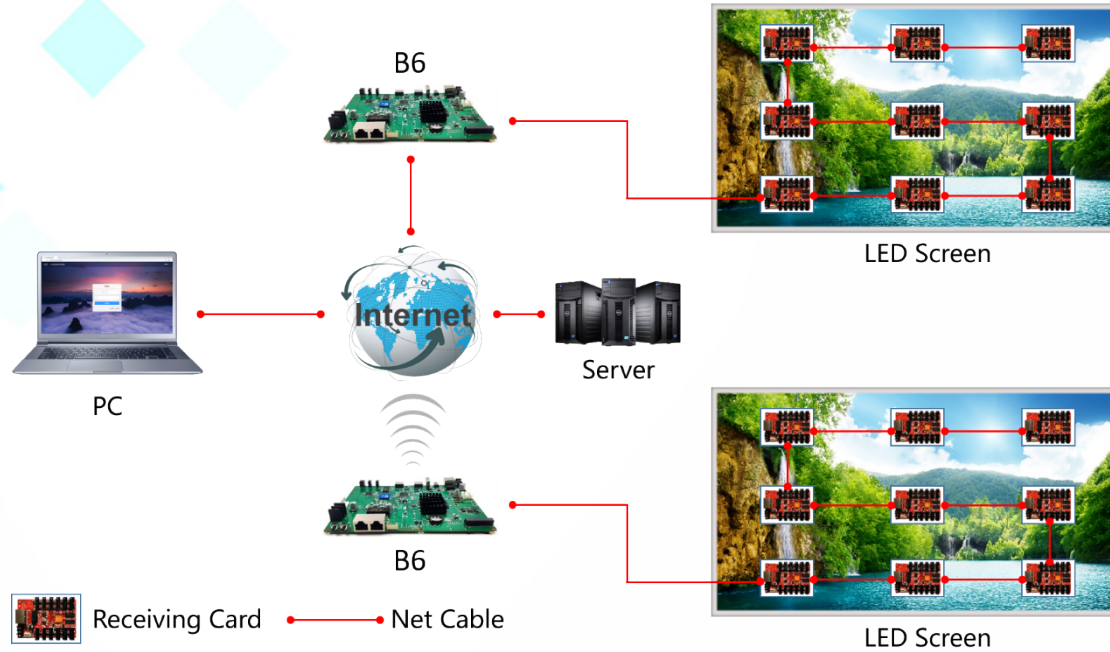 B6
LED Screen
Internet
Server
PC
B6
Receiving Card
Net Cable
LED Screen